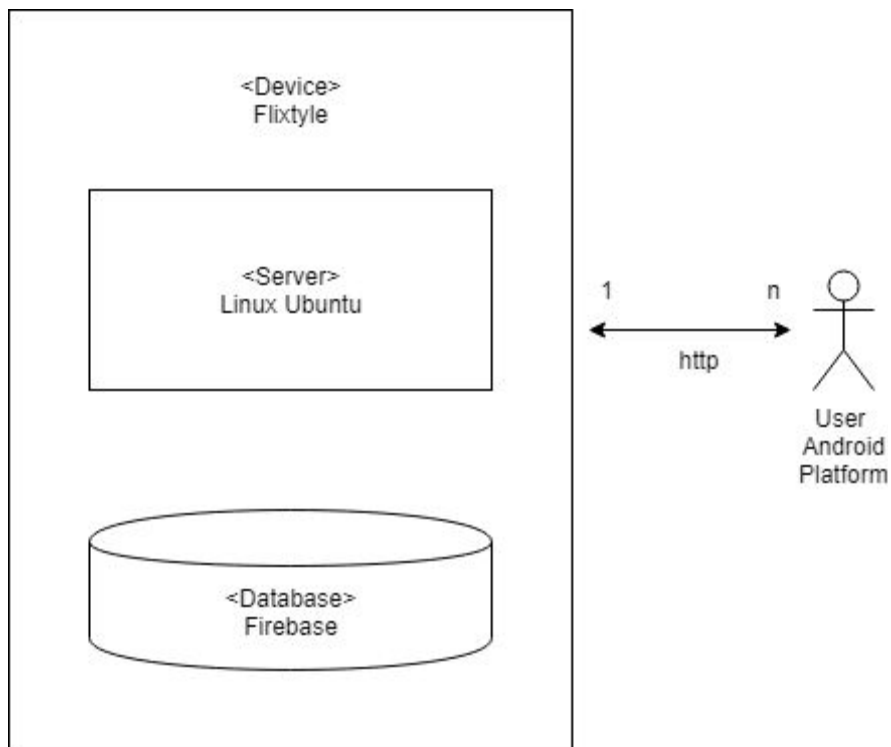 <Device>
Flixtyle
<Server>
Linux Ubuntu
1
n
http
User
Android
Platform
<Database>
Firebase